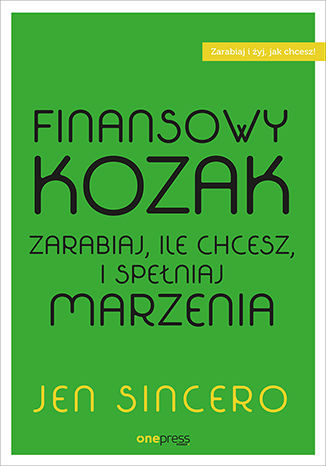 Zarabiaj i żyj, jak chcesz!
FINANSOWY
KOZAK
ZARABIAJ, ILE CHCESZ,
I SPEŁNIAJ
MARZENIA
JEN SINCERO
onepress